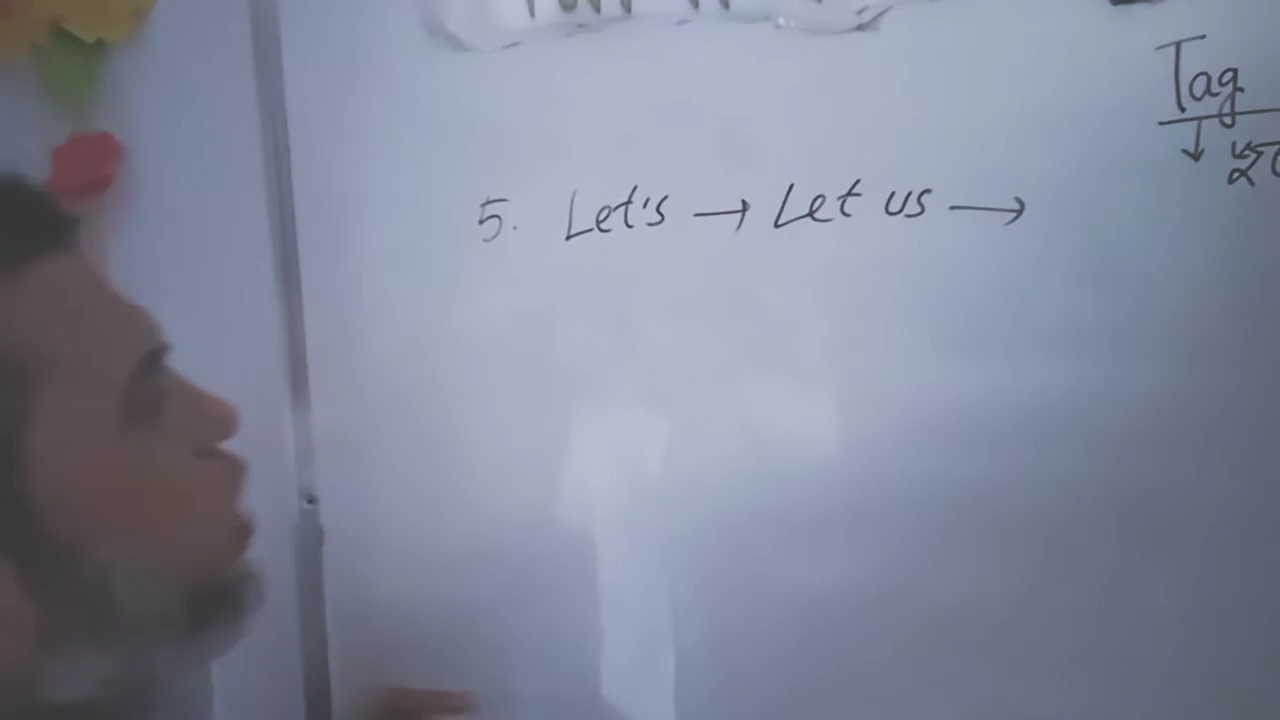 Tag
5. Let's → Let us →